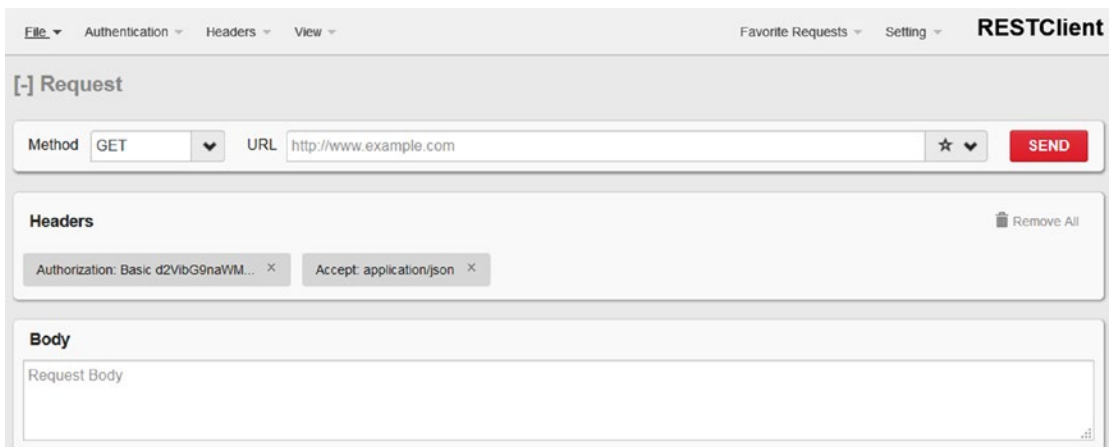 File Authentication Headers View Favorite Requests Setting RESTClient
[-] Request
Method GET URL http://www.example.com SEND
Headers Remove All
Authorization: Basic d2VibG9naWM... × Accept: application/json ×
Body
Request Body